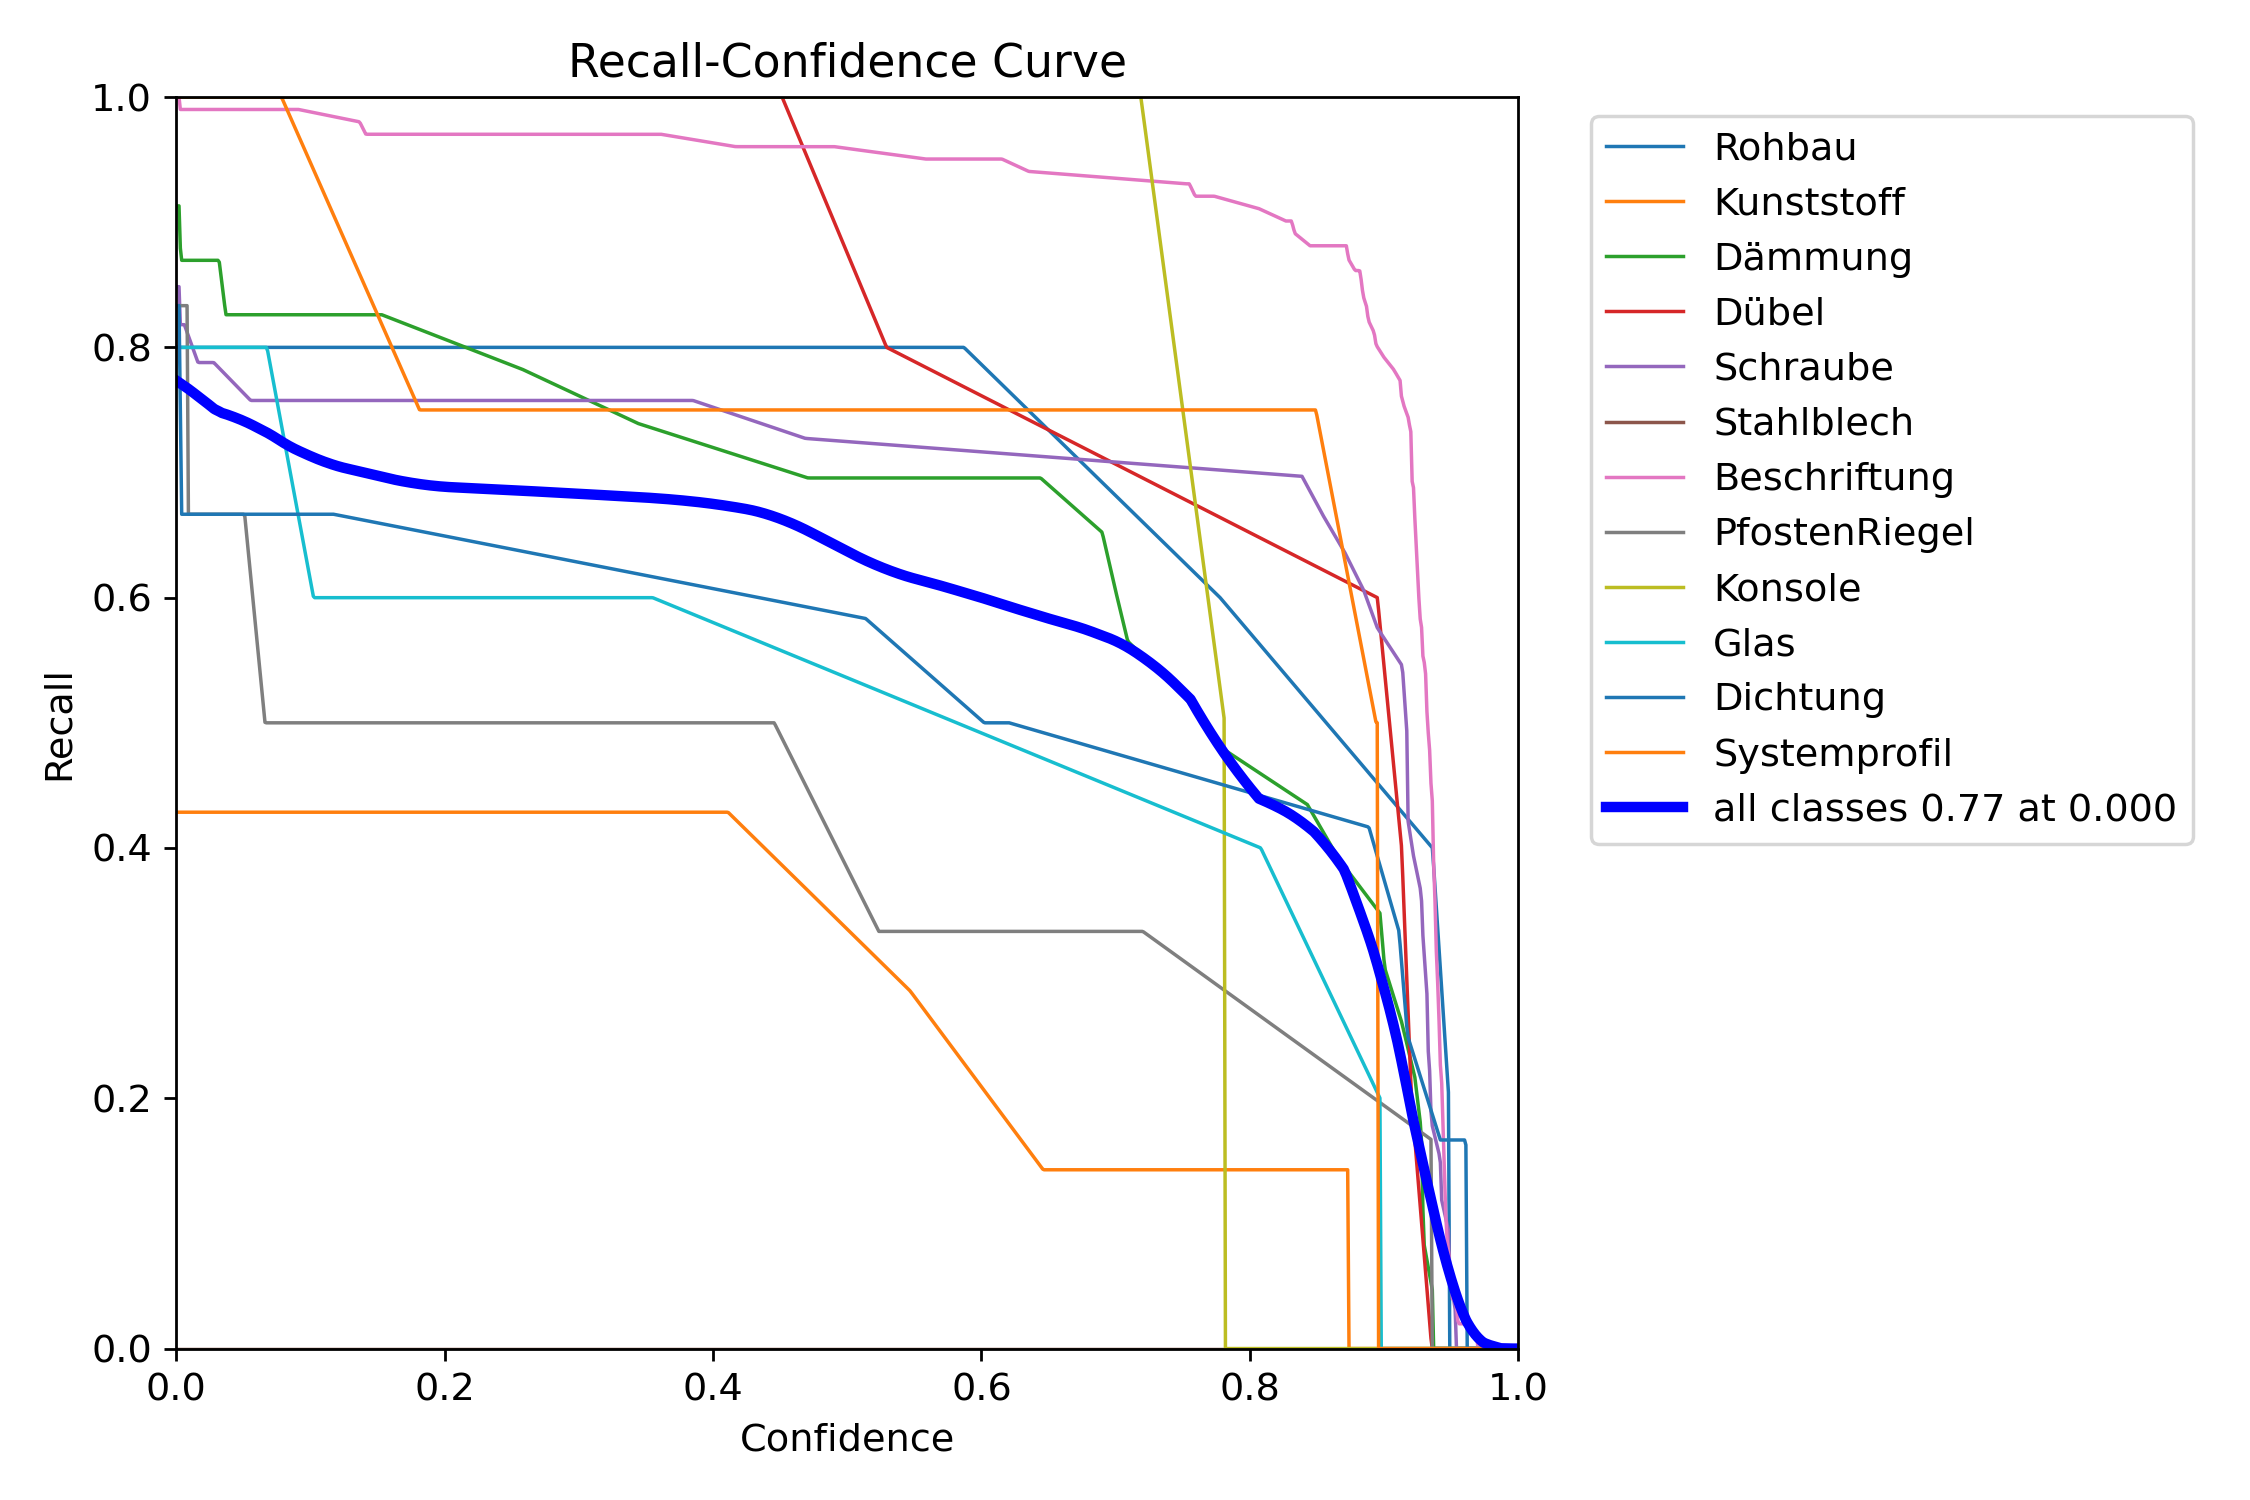 Recall-Confidence Curve
1.0
0.8
0.6
0.4
0.2
0.0
Recall
0.0 0.2 0.4 0.6 0.8 1.0
Confidence
Rohbau
Kunststoff
Dämmung
Dübel
Schraube
Stahlblech
Beschriftung
PfostenRiegel
Konsole
Glas
Dichtung
Systemprofil
all classes 0.77 at 0.000